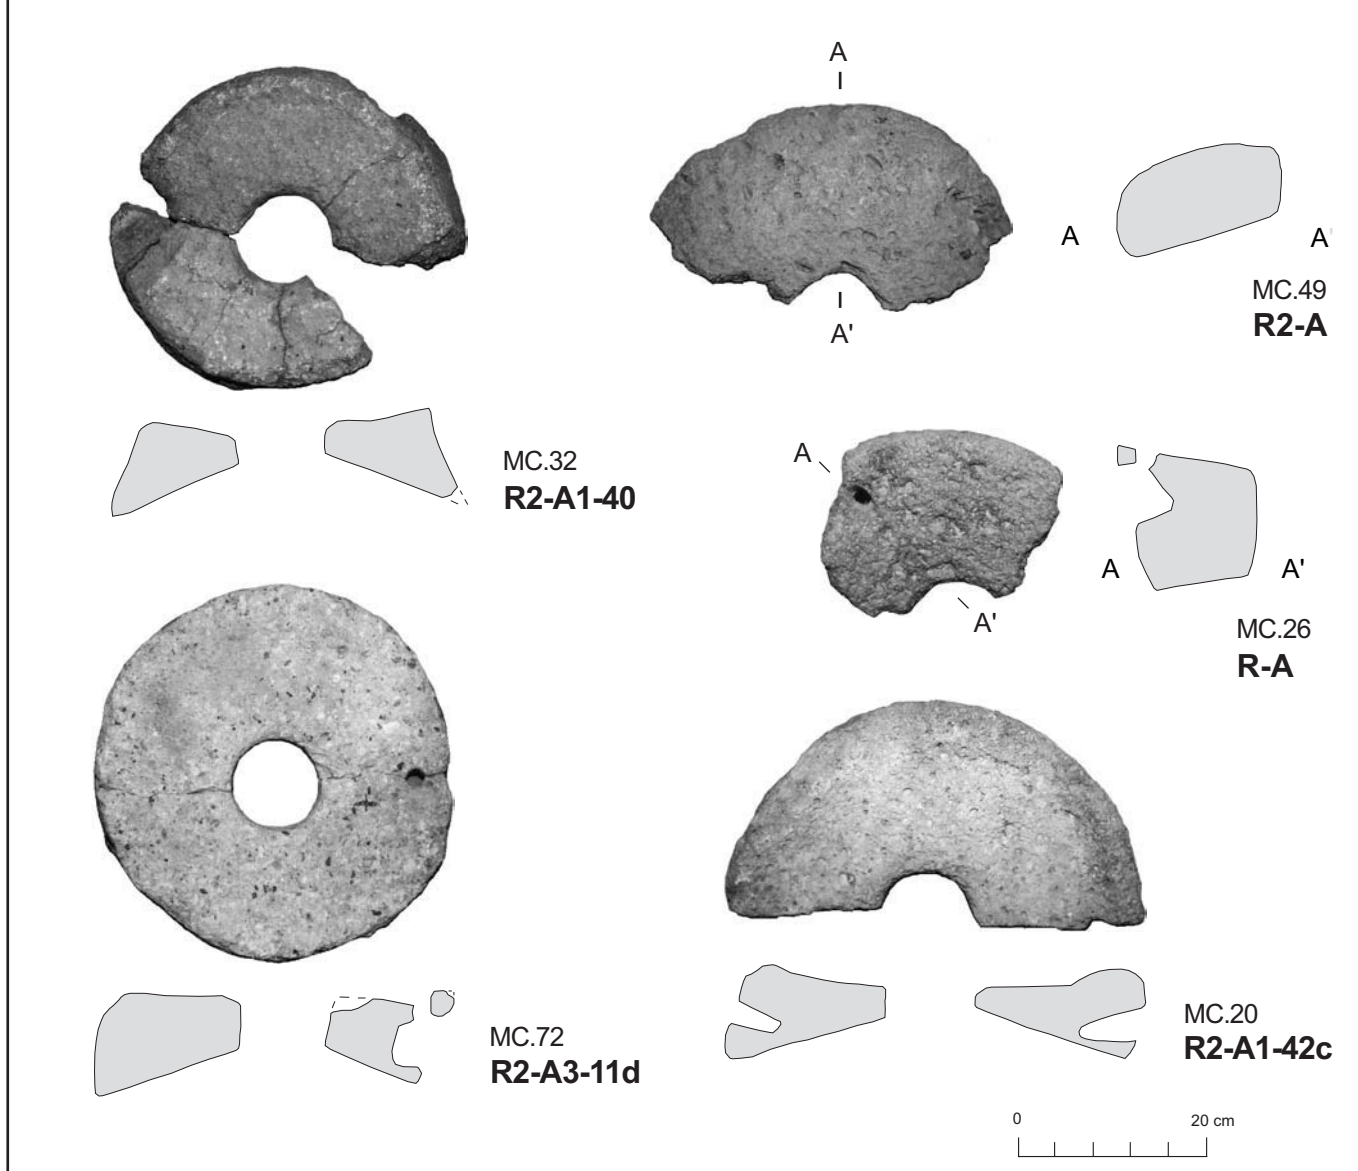 A
A'
A
A'
MC.49
R2-A
MC.32
R2-A1-40
A
A'
A
A'
MC.26
R-A
MC.72
R2-A3-11d
MC.20
R2-A1-42c
0 20 cm